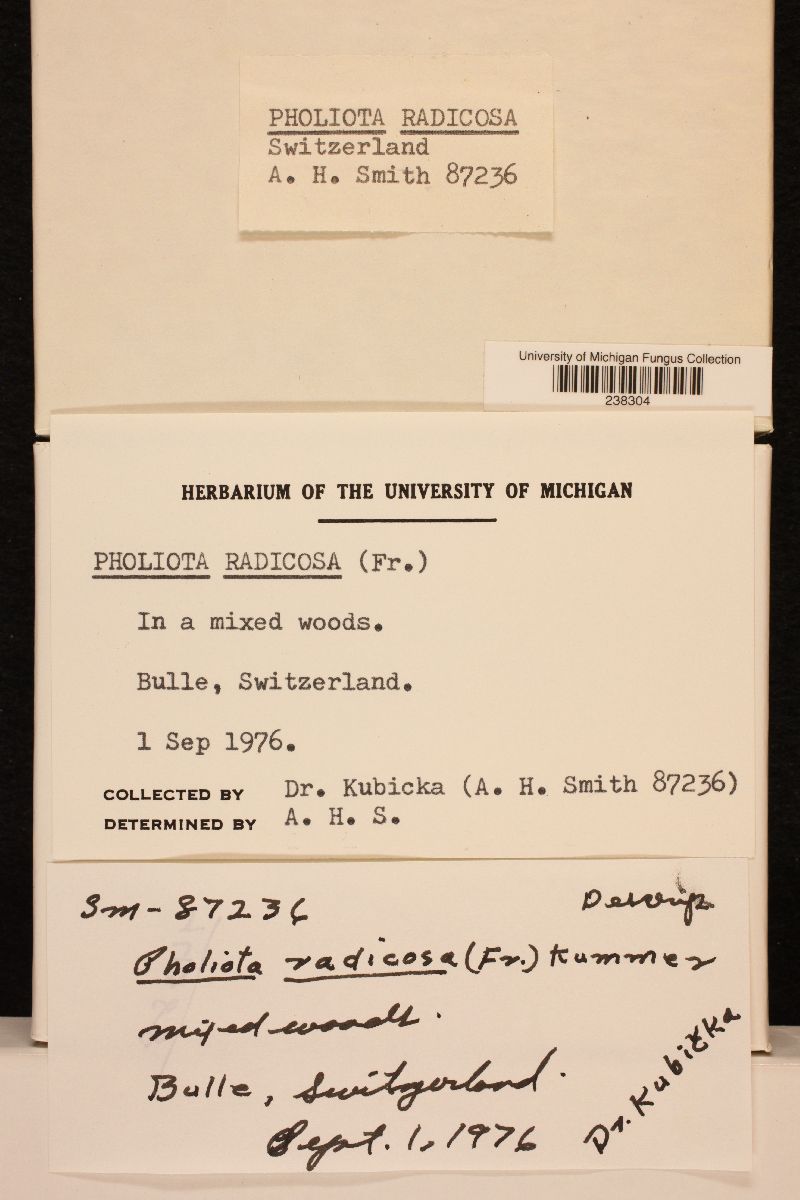 PHOLIOTA RADICOSA
Switzerland
A. H. Smith 87236
University of Michigan Fungus Collection
238304
HERBARIUM OF THE UNIVERSITY OF MICHIGAN
PHOLIOTA RADICOSA (Fr.)
In a mixed woods.
Bulle, Switzerland.
1 Sep 1976.
COLLECTED BY Dr. Kubicka (A. H. Smith 87236)
DETERMINED BY A. H. S.
Sm-87236 Descrip.
Pholiota radicosa (Fr.) Kummer
mixed woods.
Bulle, Switzerland.
Sept. 1, 1976
Dr. Kubička